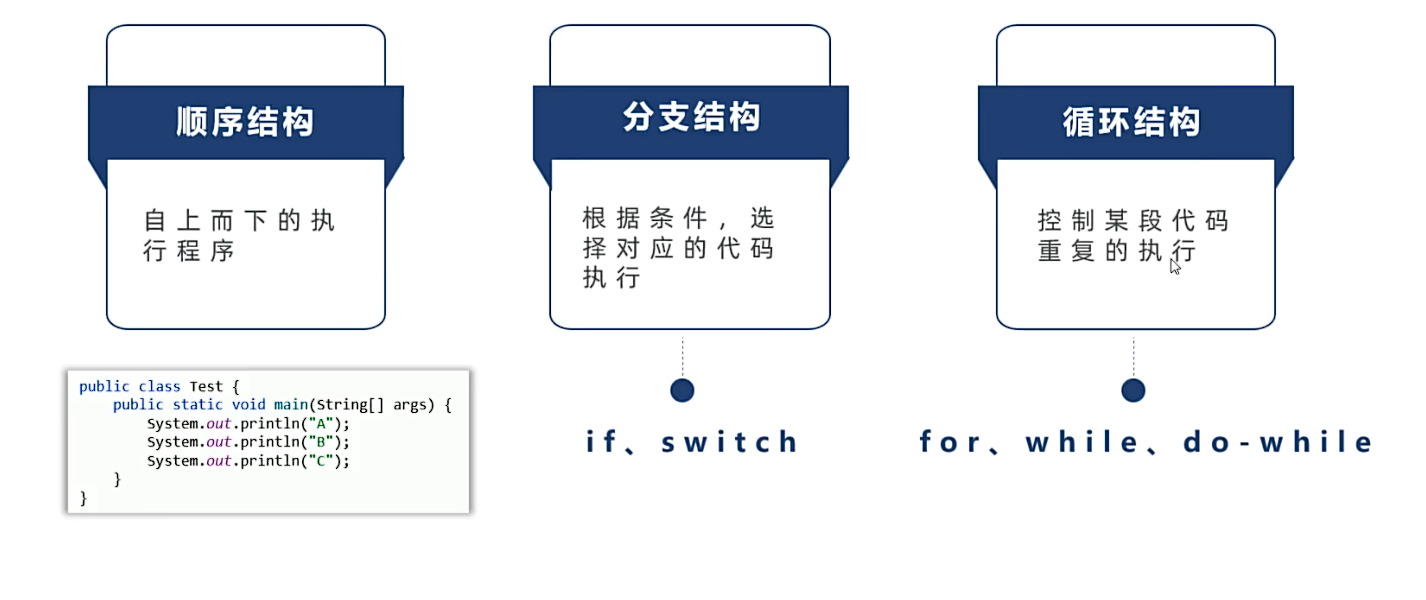 顺序结构
自上而下的执
行程序
public class Test {
    public static void main(String[] args) {
        System.out.println("A");
        System.out.println("B");
        System.out.println("C");
    }
}
分支结构
根据条件，选
择对应的代码
执行
if、switch
循环结构
控制某段代码
重复的执行
for、while、do-while